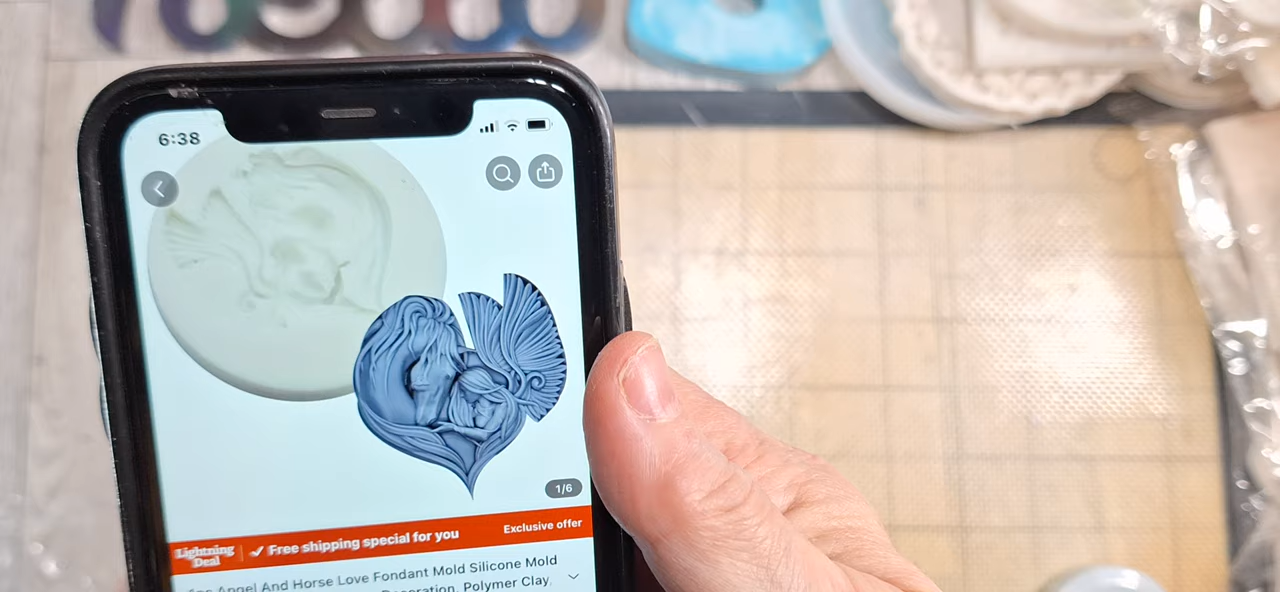 6:38
1/6
Lightning
Deal
✓ Free shipping special for you
Exclusive offer
Angel And Horse Love Fondant Mold Silicone Mold
Decoration, Polymer Clay,